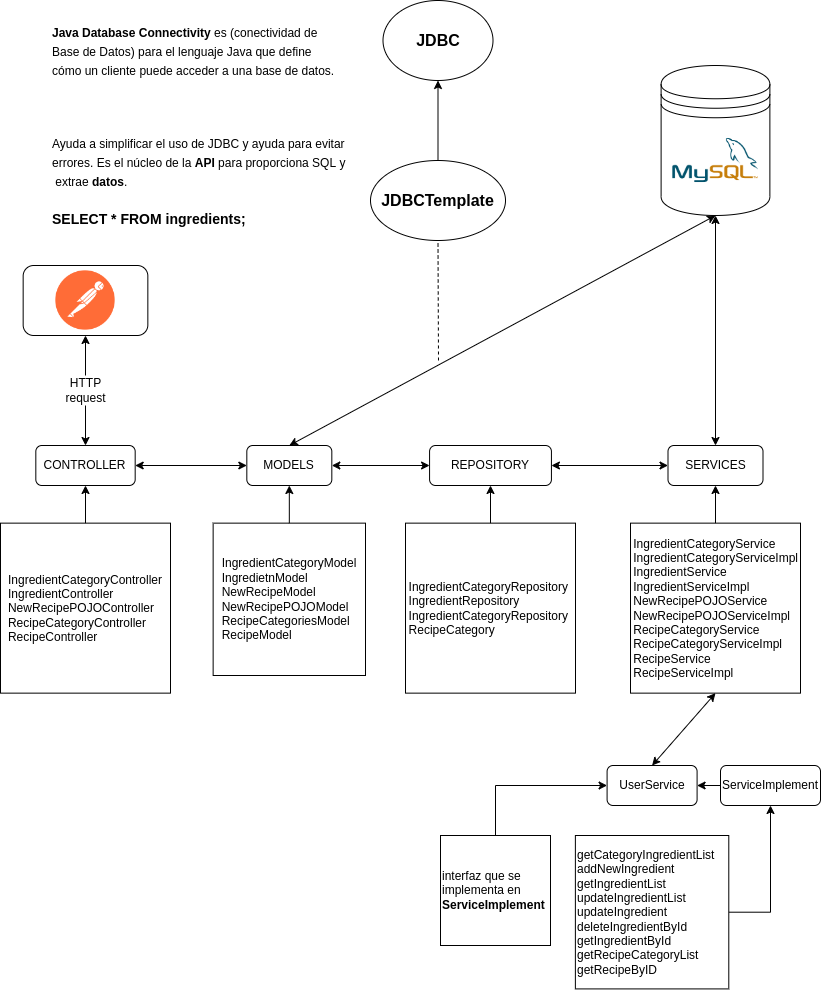 Java Database Connectivity es (conectividad de
Base de Datos) para el lenguaje Java que define
cómo un cliente puede acceder a una base de datos.
JDBC
Ayuda a simplificar el uso de JDBC y ayuda para evitar
errores. Es el núcleo de la API para proporciona SQL y
extrae datos.
JDBCTemplate
MySQL
SELECT * FROM ingredients;
HTTP
request
CONTROLLER
MODELS
REPOSITORY
SERVICES
IngredientCategoryController
IngredientController
NewRecipePOJOController
RecipeCategoryController
RecipeController
IngredientCategoryModel
IngredietnModel
NewRecipeModel
NewRecipePOJOModel
RecipeCategoriesModel
RecipeModel
IngredientCategoryRepository
IngredientRepository
IngredientCategoryRepository
RecipeCategory
IngredientCategoryService
IngredientCategoryServiceImpl
IngredientService
IngredientServiceImpl
NewRecipePOJOService
NewRecipePOJOServiceImpl
RecipeCategoryService
RecipeCategoryServiceImpl
RecipeService
RecipeServiceImpl
UserService
ServiceImplement
interfaz que se
implementa en
ServiceImplement
getCategoryIngredientList
addNewIngredient
getIngredientList
updateIngredientList
updateIngredient
deleteIngredientById
getIngredientById
getRecipeCategoryList
getRecipeByID